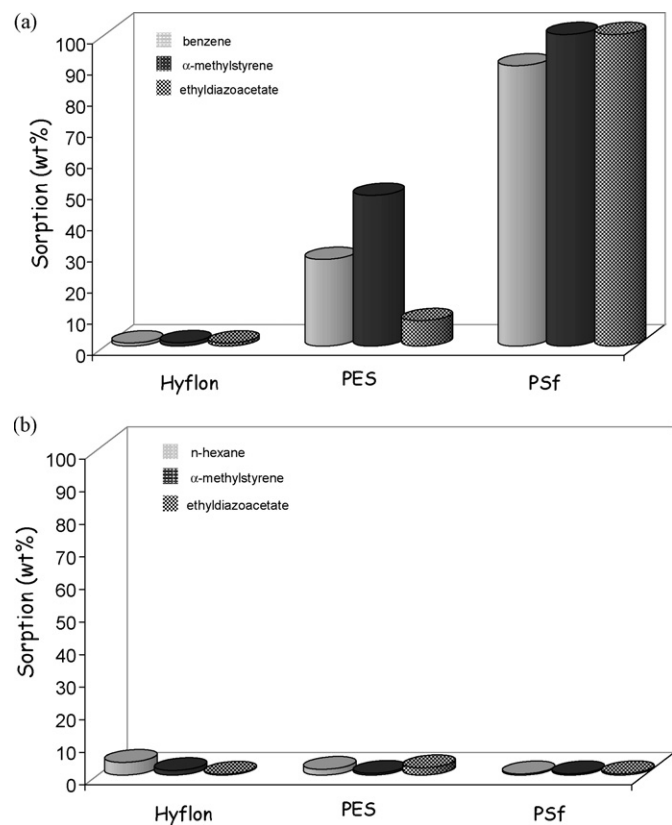 (a)
benzene
α-methylstyrene
ethyldiazoacetate
Sorption (wt%)
100
90
80
70
60
50
40
30
20
10
0
Hyflon PES PSf
(b)
n-hexane
α-methylstyrene
ethyldiazoacetate
Sorption (wt%)
100
90
80
70
60
50
40
30
20
10
0
Hyflon PES PSf